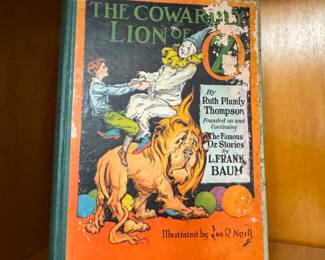 THE COWARDLY
LION OF OZ
By
Ruth Plumly
Thompson
Founded on and
Continuing
The Famous
Oz Stories
by
L. FRANK
BAUM
Illustrated by Jno R. Neill